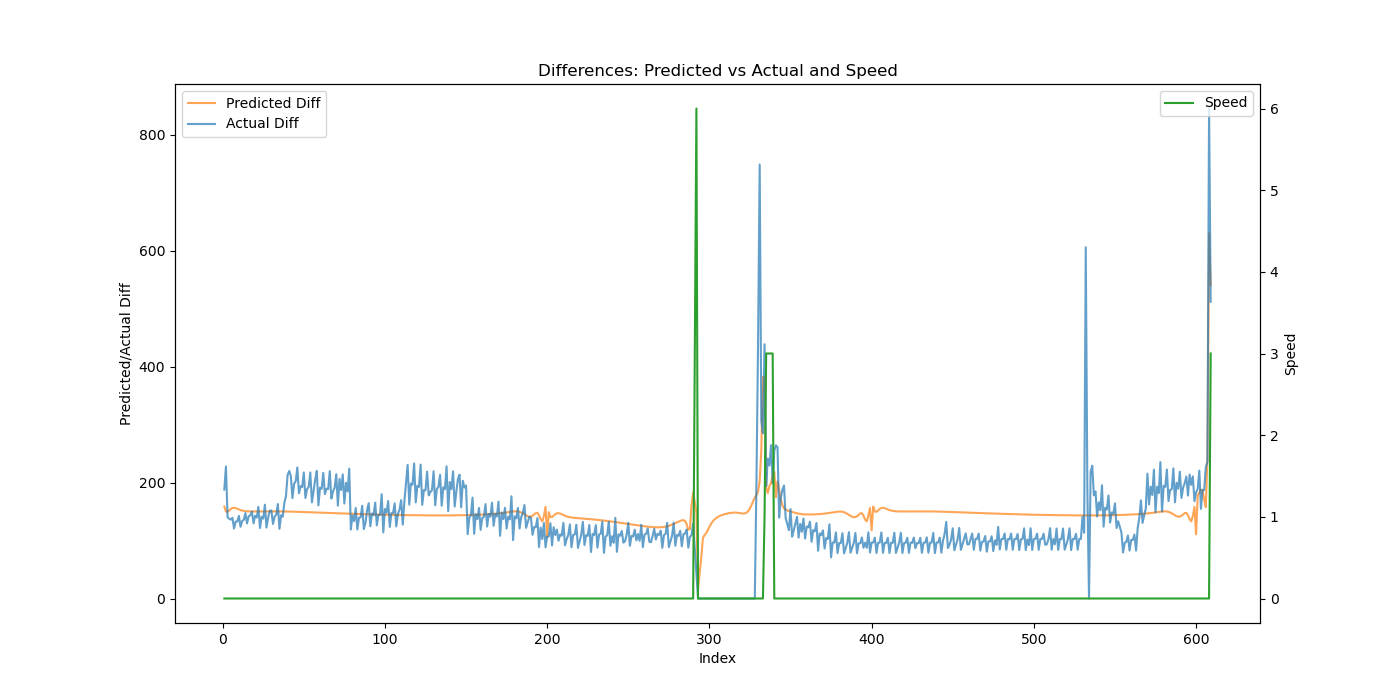 Differences: Predicted vs Actual and Speed
Predicted Diff
Actual Diff
Speed
800
600
400
200
0
Predicted/Actual Diff
6
5
4
3
2
1
0
Speed
0 100 200 300 400 500 600
Index